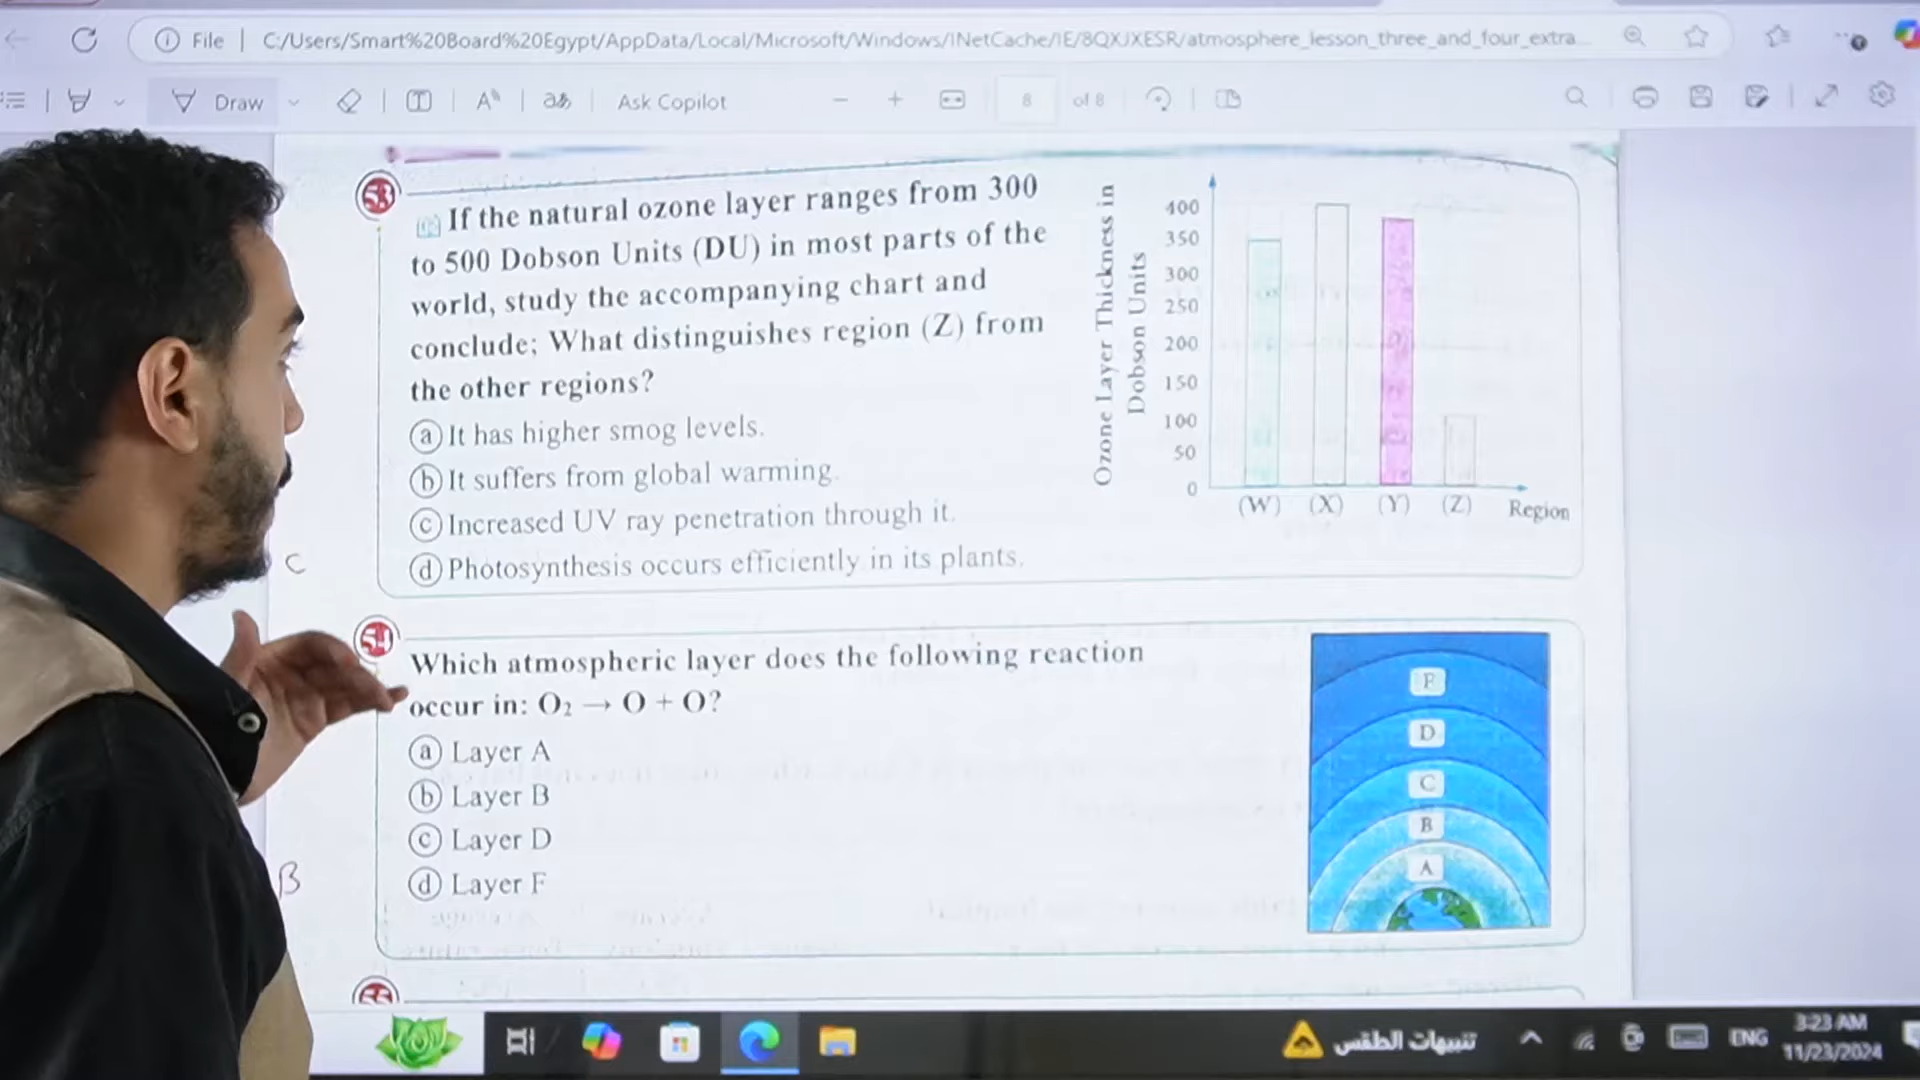 File | C:/Users/Smart%20Board%20Egypt/AppData/Local/Microsoft/Windows/INetCache/IE/8QXJXESR/atmosphere_lesson_three_and_four_extra...
Draw
Ask Copilot
8 of 8
53
If the natural ozone layer ranges from 300
to 500 Dobson Units (DU) in most parts of the
world, study the accompanying chart and
conclude; What distinguishes region (Z) from
the other regions?
a It has higher smog levels.
b It suffers from global warming.
c Increased UV ray penetration through it.
d Photosynthesis occurs efficiently in its plants.
C
Ozone Layer Thickness in
Dobson Units
400
350
300
250
200
150
100
50
0
(W) (X) (Y) (Z) Region
54
Which atmospheric layer does the following reaction
occur in: O₂ → O + O?
a Layer A
b Layer B
c Layer D
d Layer F
B
F
D
C
B
A
55
تنبيهات الطقس
ENG
3:23 AM
11/23/2024